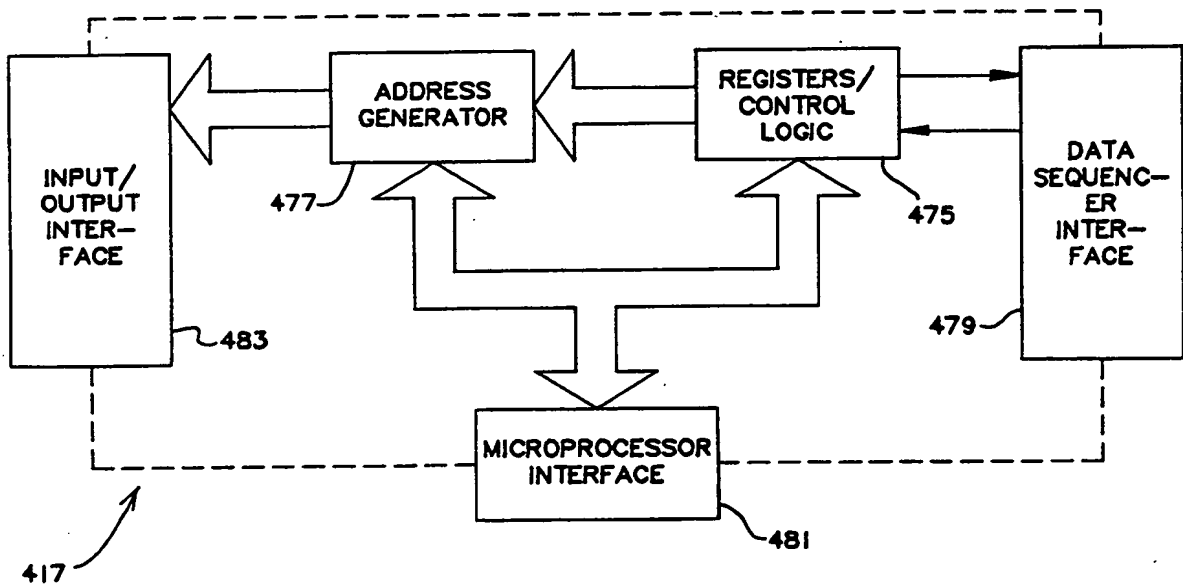 INPUT/
OUTPUT
INTER-
FACE
483
ADDRESS
GENERATOR
477
REGISTERS/
CONTROL
LOGIC
475
DATA
SEQUENC-
ER
INTER-
FACE
479
MICROPROCESSOR
INTERFACE
481
417